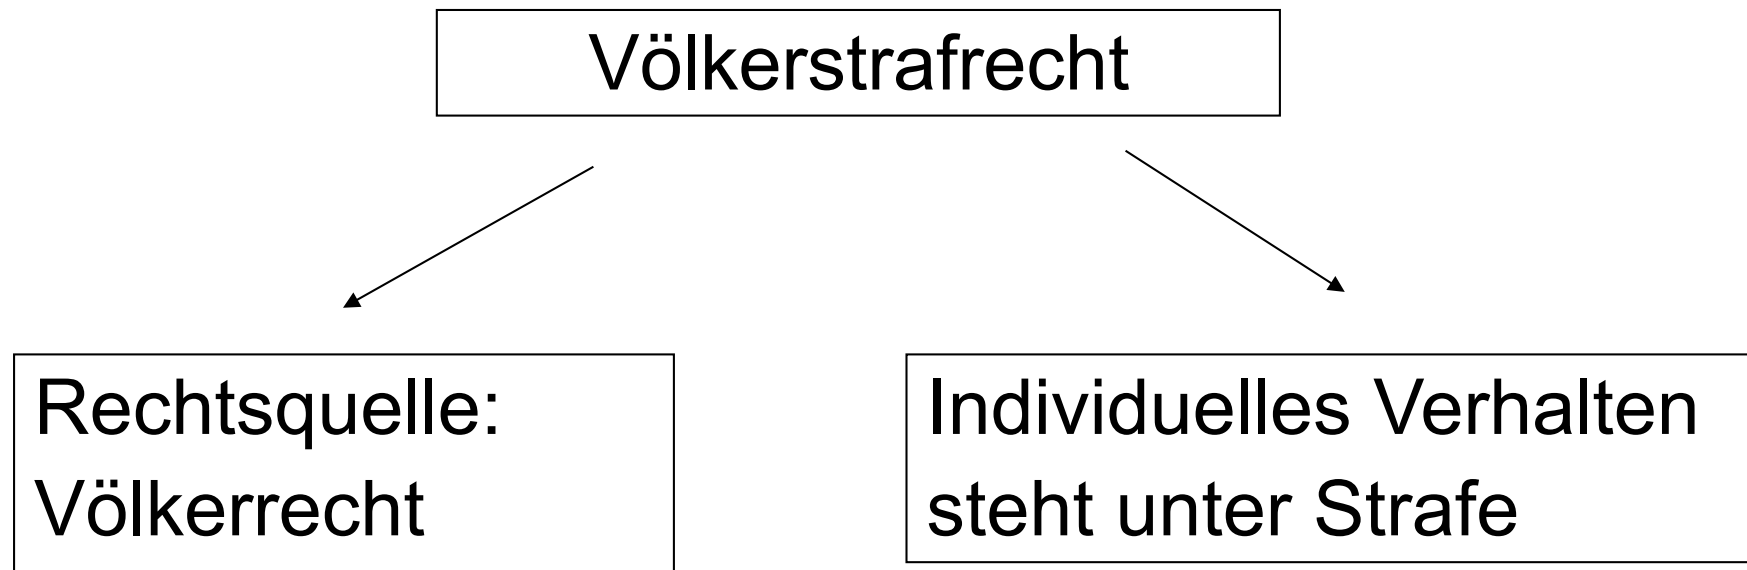 Völkerstrafrecht
Rechtsquelle:
Völkerrecht
Individuelles Verhalten
steht unter Strafe